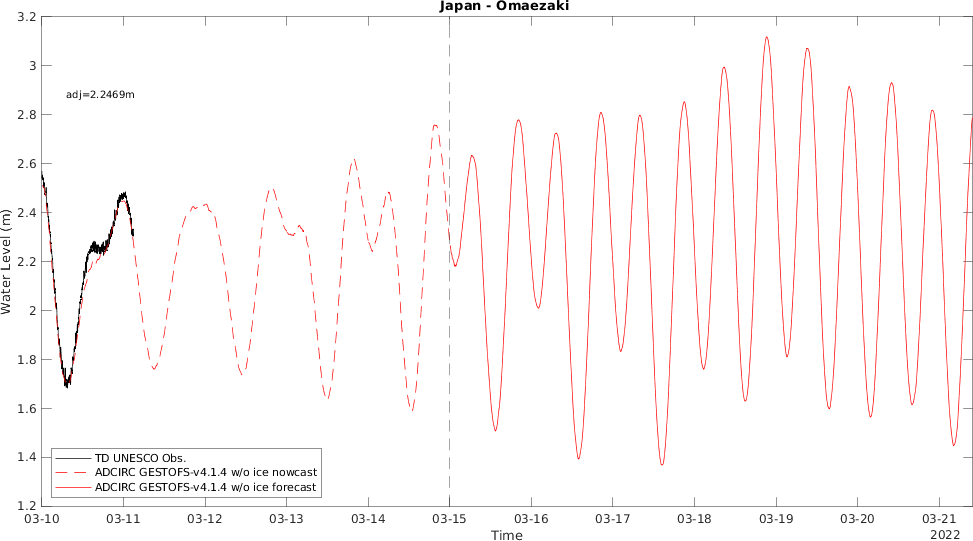 Japan - Omaezaki
3.2
3
2.8
2.6
2.4
2.2
2
1.8
1.6
1.4
1.2
Water Level (m)
adj=2.2469m
TD UNESCO Obs.
ADCIRC GESTOFS-v4.1.4 w/o ice nowcast
ADCIRC GESTOFS-v4.1.4 w/o ice forecast
03-10 03-11 03-12 03-13 03-14 03-15 03-16 03-17 03-18 03-19 03-20 03-21
2022
Time